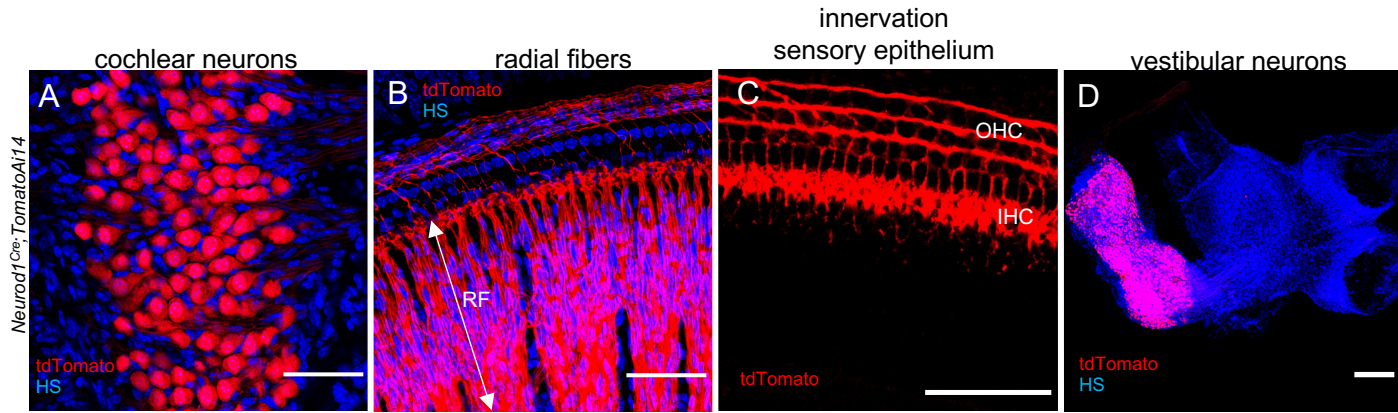 cochlear neurons
radial fibers
innervation
sensory epithelium
vestibular neurons
Neurod1Cre;TomatoAi14
A
tdTomato
HS
B
tdTomato
HS
RF
C
OHC
IHC
tdTomato
D
tdTomato
HS